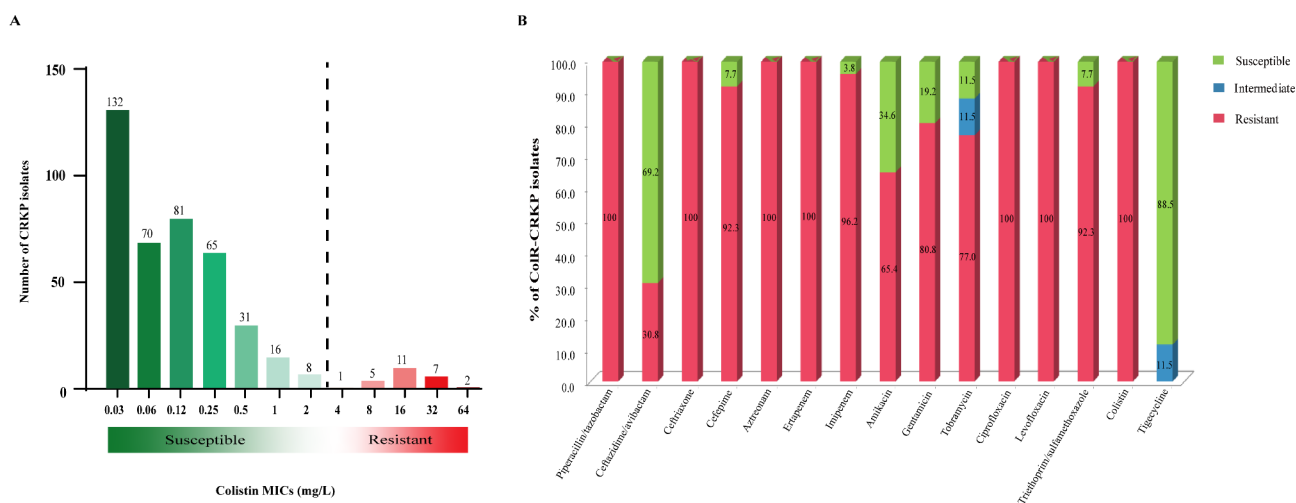 A
Number of CRKP isolates
150
100
50
0
132
70
81
65
31
16
8
1
5
11
7
2
0.03 0.06 0.12 0.25 0.5 1 2 4 8 16 32 64
Susceptible Resistant
Colistin MICs (mg/L)
B
% of ColR-CRKP isolates
100.0
90.0
80.0
70.0
60.0
50.0
40.0
30.0
20.0
10.0
0.0
100
69.2
30.8
100
7.7
92.3
100
100
3.8
96.2
34.6
65.4
19.2
80.8
11.5
11.5
77.0
100
100
7.7
92.3
100
88.5
11.5
Piperacillin/tazobactam
Ceftazidime/avibactam
Ceftriaxone
Cefepime
Aztreonam
Ertapenem
Imipenem
Amikacin
Gentamicin
Tobramycin
Ciprofloxacin
Levofloxacin
Triethoprim/sulfamethoxazole
Colistin
Tigecycline
Susceptible
Intermediate
Resistant